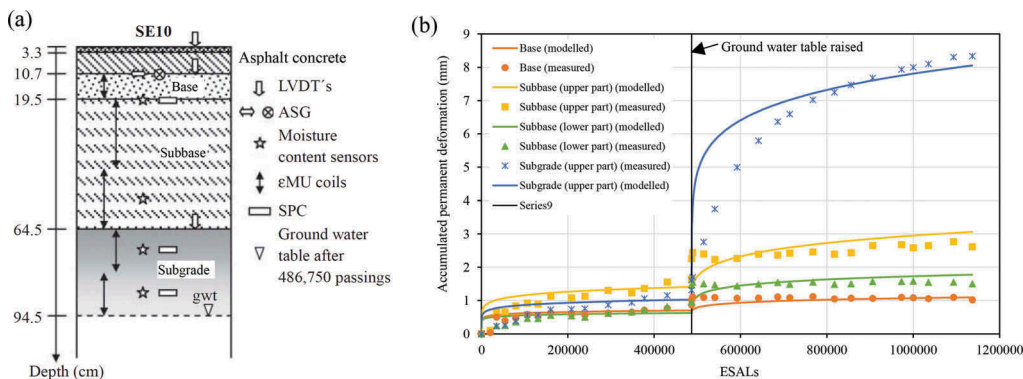 (a)
SE10
3.3
10.7
19.5
64.5
94.5
Depth (cm)
Base
Subbase
Subgrade
gwt
Asphalt concrete
LVDT´s
ASG
Moisture
content sensors
εMU coils
SPC
Ground water
table after
486,750 passings
(b)
Accumulated permanent deformation (mm)
9
8
7
6
5
4
3
2
1
0
Base (modelled)
Base (measured)
Subbase (upper part) (modelled)
Subbase (upper part) (measured)
Subbase (lower part) (modelled)
Subbase (lower part) (measured)
Subgrade (upper part) (measured)
Subgrade (upper part) (modelled)
Series9
Ground water table raised
0
200000
400000
600000
800000
1000000
1200000
ESALs